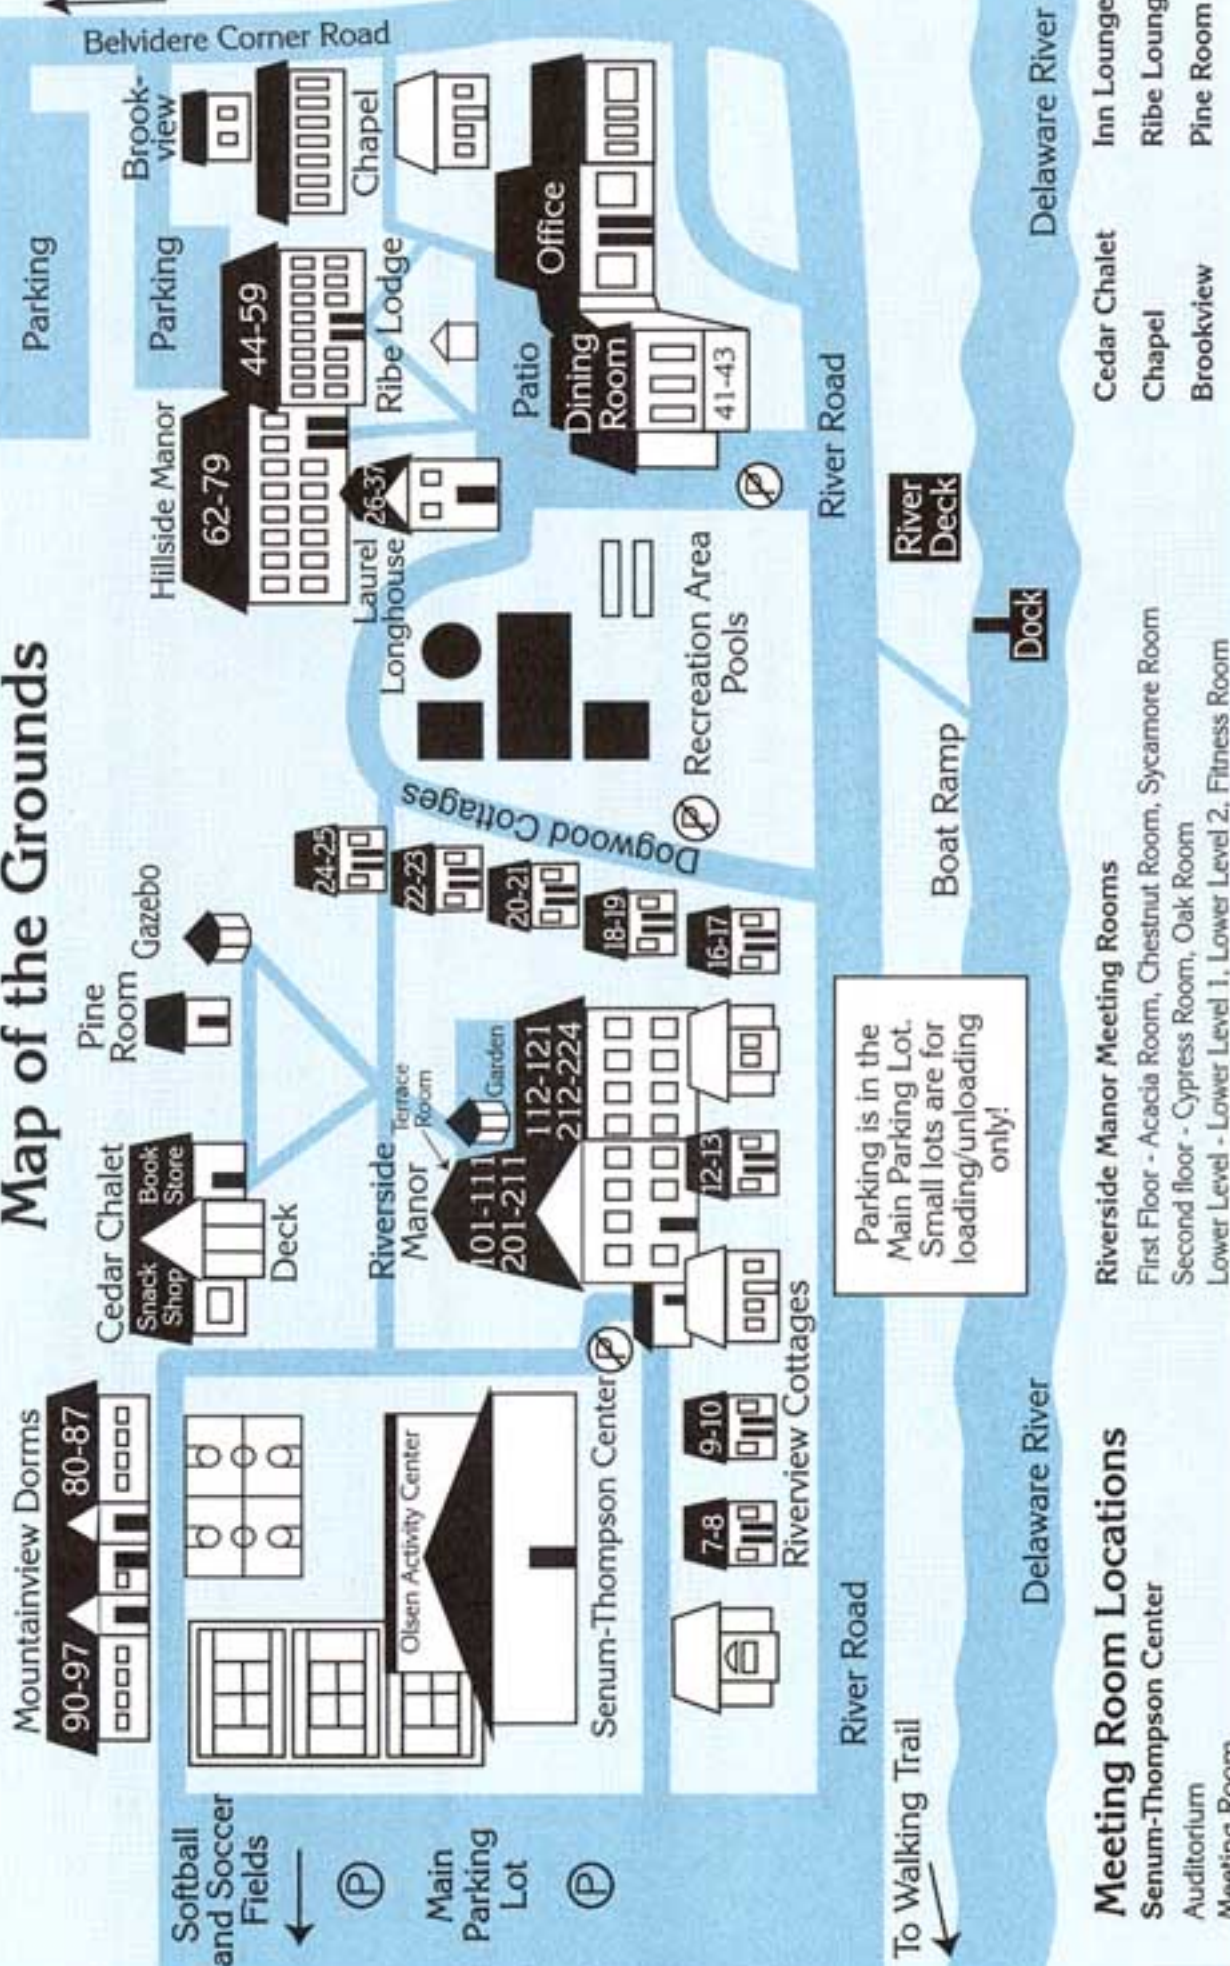 Map of the Grounds
Mountainview Dorms
90-97
80-87
Cedar Chalet
Snack
Shop
Book
Store
Deck
Pine
Room
Gazebo
Hillside Manor
62-79
Parking
Parking
44-59
Ribe Lodge
Brook-
view
Chapel
Belvidere Corner Road
Softball
and Soccer
Fields
P
Main
Parking
Lot
P
Olsen Activity Center
Senum-Thompson Center
P
Riverside
Manor
Terrace
Room
Garden
101-111
201-211
112-121
212-224
24-25
22-23
20-21
18-19
16-17
Dogwood Cottages
Laurel
Longhouse
26-37
Recreation Area
Pools
P
P
Patio
Dining
Room
Office
41-43
7-8
9-10
12-13
Riverview Cottages
River Road
River Road
To Walking Trail
Parking is in the
Main Parking Lot.
Small lots are for
loading/unloading
only!
Boat Ramp
River
Deck
Dock
Delaware River
Delaware River
Meeting Room Locations
Senum-Thompson Center
Auditorium
Meeting Room
Riverside Manor Meeting Rooms
First Floor - Acacia Room, Chestnut Room, Sycamore Room
Second floor - Cypress Room, Oak Room
Lower Level - Lower Level 1, Lower Level 2, Fitness Room
Cedar Chalet
Chapel
Brookview
Inn Lounge
Ribe Loung
Pine Room